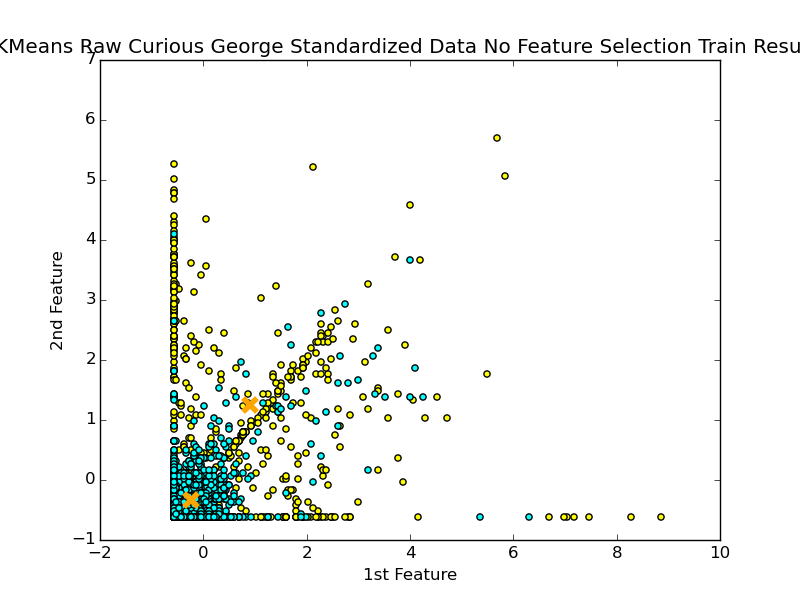 KMeans Raw Curious George Standardized Data No Feature Selection Train Resu
7
6
5
4
3
2
1
0
−1
2nd Feature
−2 0 2 4 6 8 10
1st Feature